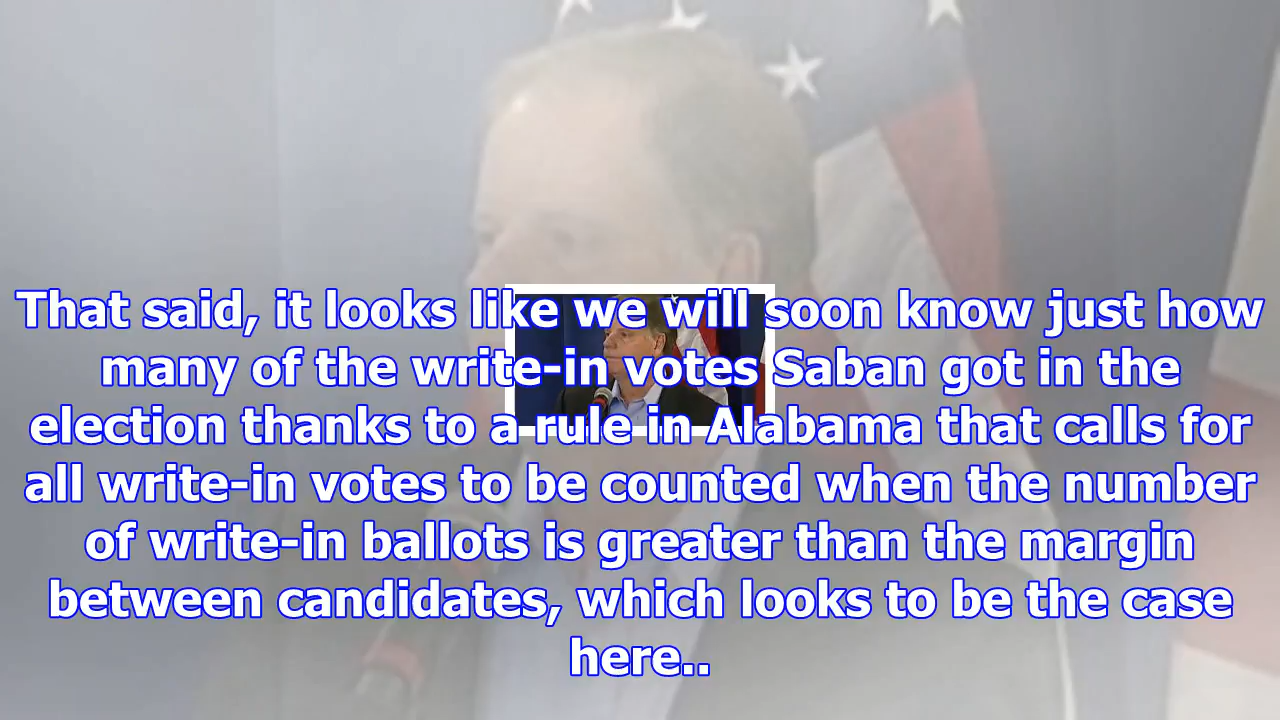 That said, it looks like we will soon know just how
many of the write-in votes Saban got in the
election thanks to a rule in Alabama that calls for
all write-in votes to be counted when the number
of write-in ballots is greater than the margin
between candidates, which looks to be the case
here..